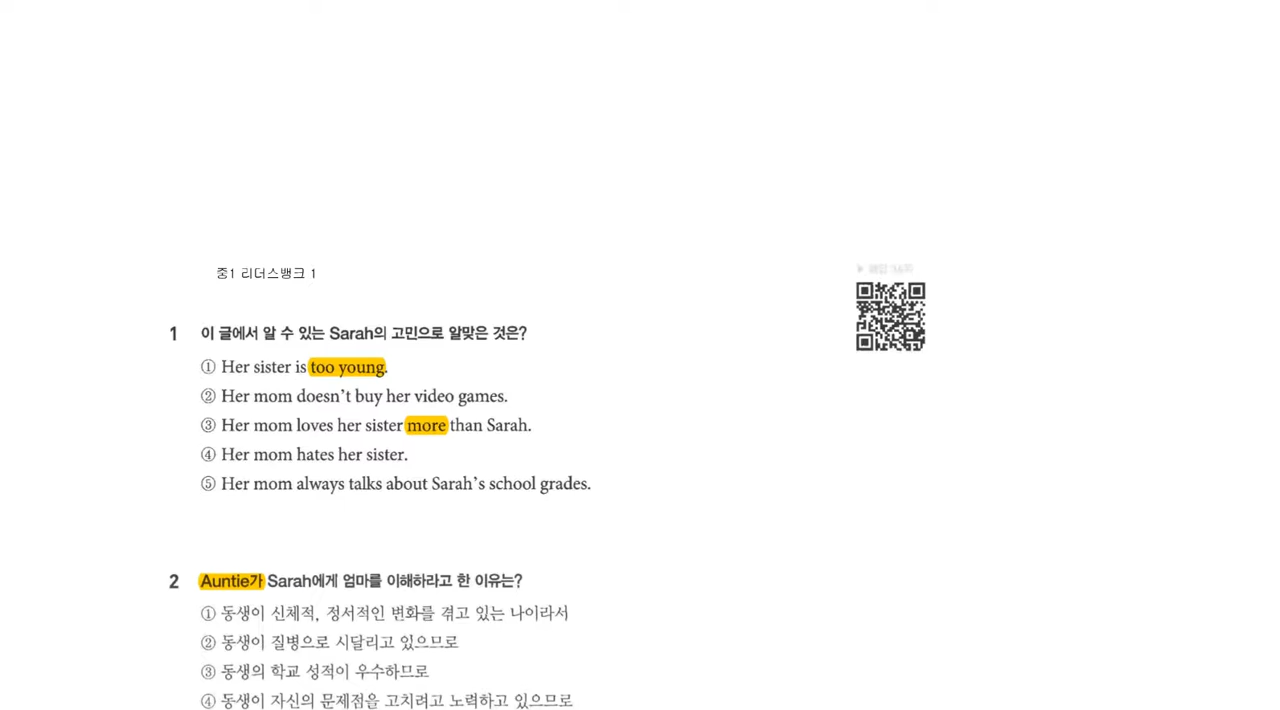 중1 리더스뱅크 1
1 이 글에서 알 수 있는 Sarah의 고민으로 알맞은 것은?
① Her sister is too young.
② Her mom doesn't buy her video games.
③ Her mom loves her sister more than Sarah.
④ Her mom hates her sister.
⑤ Her mom always talks about Sarah's school grades.
2 Auntie가 Sarah에게 엄마를 이해하라고 한 이유는?
① 동생이 신체적, 정서적인 변화를 겪고 있는 나이라서
② 동생이 질병으로 시달리고 있으므로
③ 동생의 학교 성적이 우수하므로
④ 동생이 자신의 문제점을 고치려고 노력하고 있으므로